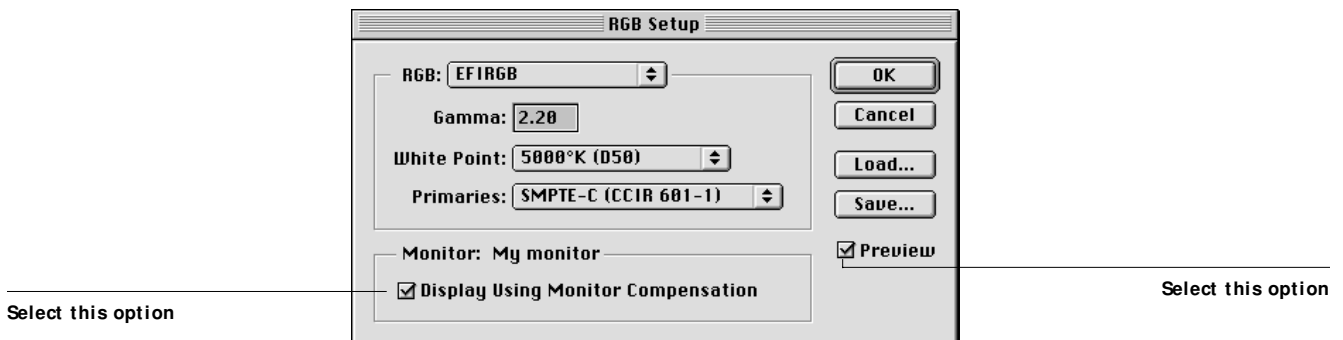 RGB Setup
RGB: EFIRGB
Gamma: 2.20
White Point: 5000°K (D50)
Primaries: SMPTE-C (CCIR 601-1)
OK
Cancel
Load...
Save...
Preview
Monitor: My monitor
Display Using Monitor Compensation
Select this option
Select this option